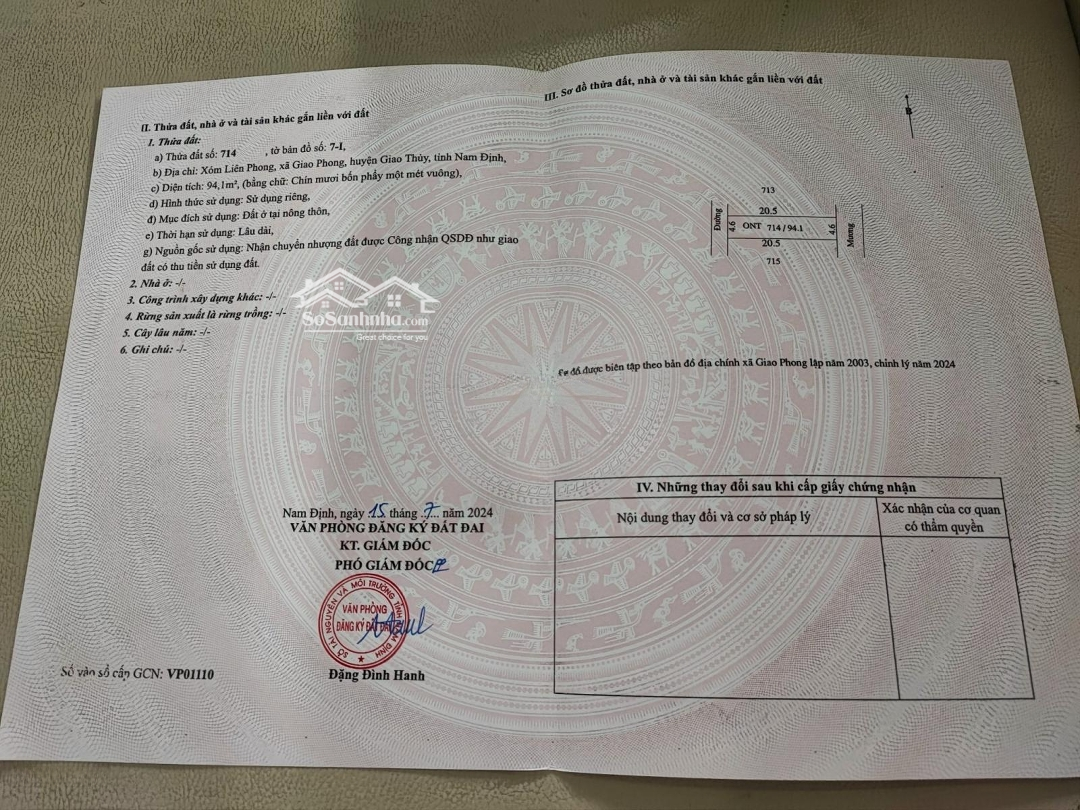 II. Thửa đất, nhà ở và tài sản khác gắn liền với đất
1. Thửa đất:
a) Thửa đất số: 714 , tờ bản đồ số: 7-I,
b) Địa chỉ: Xóm Liên Phong, xã Giao Phong, huyện Giao Thủy, tỉnh Nam Định,
c) Diện tích: 94,1m², (bằng chữ: Chín mươi bốn phẩy một mét vuông),
d) Hình thức sử dụng: Sử dụng riêng,
đ) Mục đích sử dụng: Đất ở tại nông thôn,
e) Thời hạn sử dụng: Lâu dài,
g) Nguồn gốc sử dụng: Nhận chuyển nhượng đất được Công nhận QSDĐ như giao
đất có thu tiền sử dụng đất.
2. Nhà ở: -/-
3. Công trình xây dựng khác: -/-
4. Rừng sản xuất là rừng trồng: -/-
5. Cây lâu năm: -/-
6. Ghi chú: -/-
SoSanhnha.com
Great choice for you
Nam Định, ngày 15 tháng 7 năm 2024
VĂN PHÒNG ĐĂNG KÝ ĐẤT ĐAI
KT. GIÁM ĐỐC
PHÓ GIÁM ĐỐC
SỞ TÀI NGUYÊN VÀ MÔI TRƯỜNG TỈNH NAM ĐỊNH
VĂN PHÒNG
ĐĂNG KÝ ĐẤT ĐAI
Đặng Đình Hanh
Số vào sổ cấp GCN: VP01110
III. Sơ đồ thửa đất, nhà ở và tài sản khác gắn liền với đất
B
713
20.5
Đường 4.6 ONT 714 / 94.1 4.6 Mương
20.5
715
đồ được biên tập theo bản đồ địa chính xã Giao Phong lập năm 2003, chỉnh lý năm 2024
IV. Những thay đổi sau khi cấp giấy chứng nhận
Nội dung thay đổi và cơ sở pháp lý
Xác nhận của cơ quan
có thẩm quyền